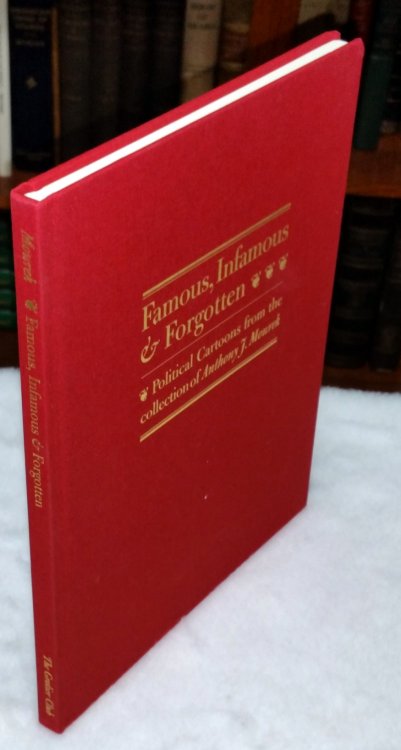 Famous, Infamous
& Forgotten ❦ ❦ ❦
❦ Political Cartoons from the
collection of Anthony J. Mourek
Mourek ❦ Famous, Infamous & Forgotten
The Caxton Club